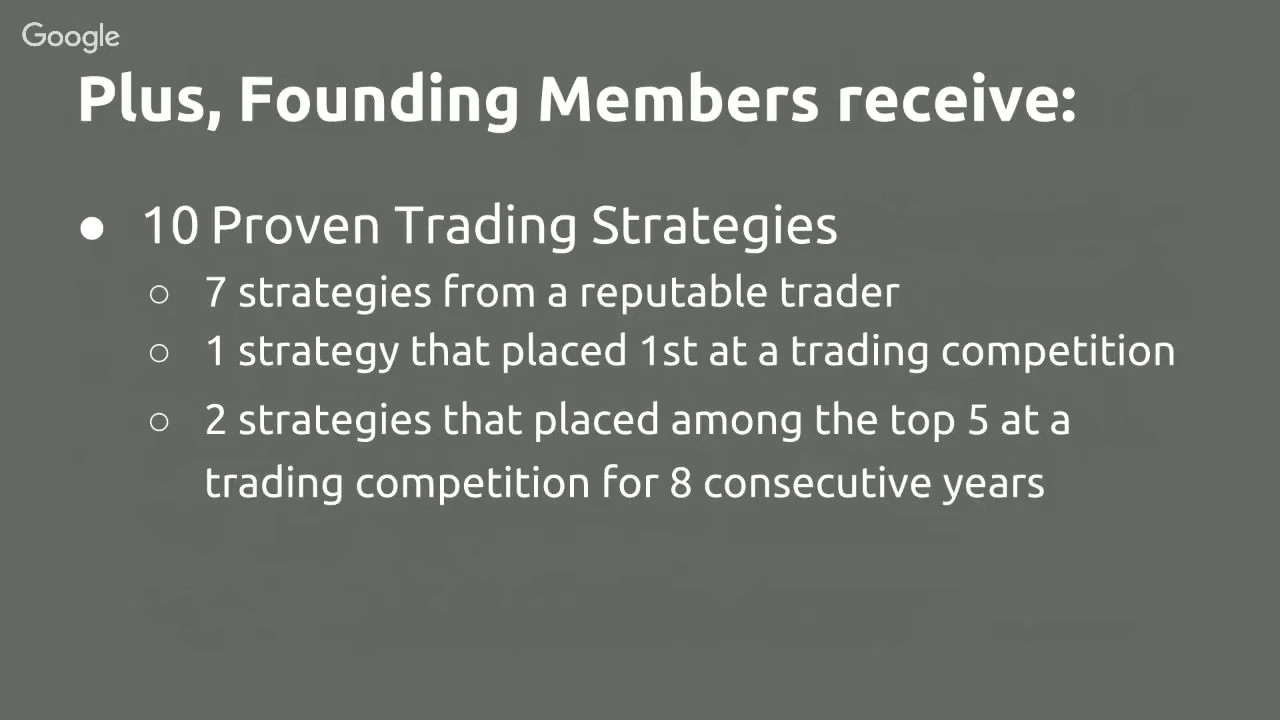 Google
Plus, Founding Members receive:
● 10 Proven Trading Strategies
○ 7 strategies from a reputable trader
○ 1 strategy that placed 1st at a trading competition
○ 2 strategies that placed among the top 5 at a
trading competition for 8 consecutive years